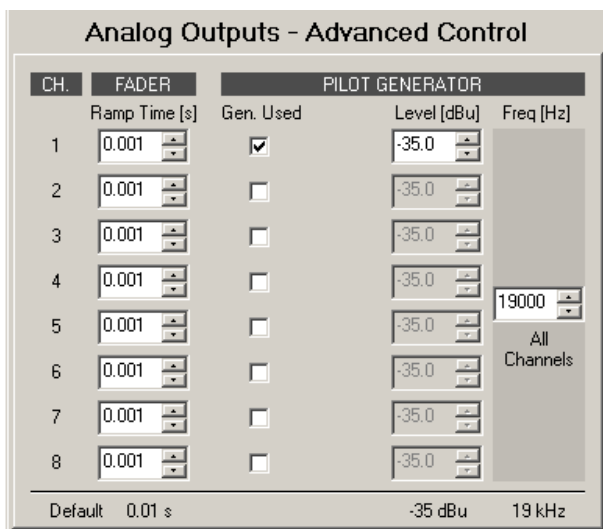 Analog Outputs - Advanced Control
CH. FADER PILOT GENERATOR
Ramp Time [s] Gen. Used Level [dBu] Freq [Hz]
1 0.001 -35.0
2 0.001 -35.0
3 0.001 -35.0
4 0.001 -35.0
19000
5 0.001 -35.0
All
Channels
6 0.001 -35.0
7 0.001 -35.0
8 0.001 -35.0
Default 0.01 s -35 dBu 19 kHz